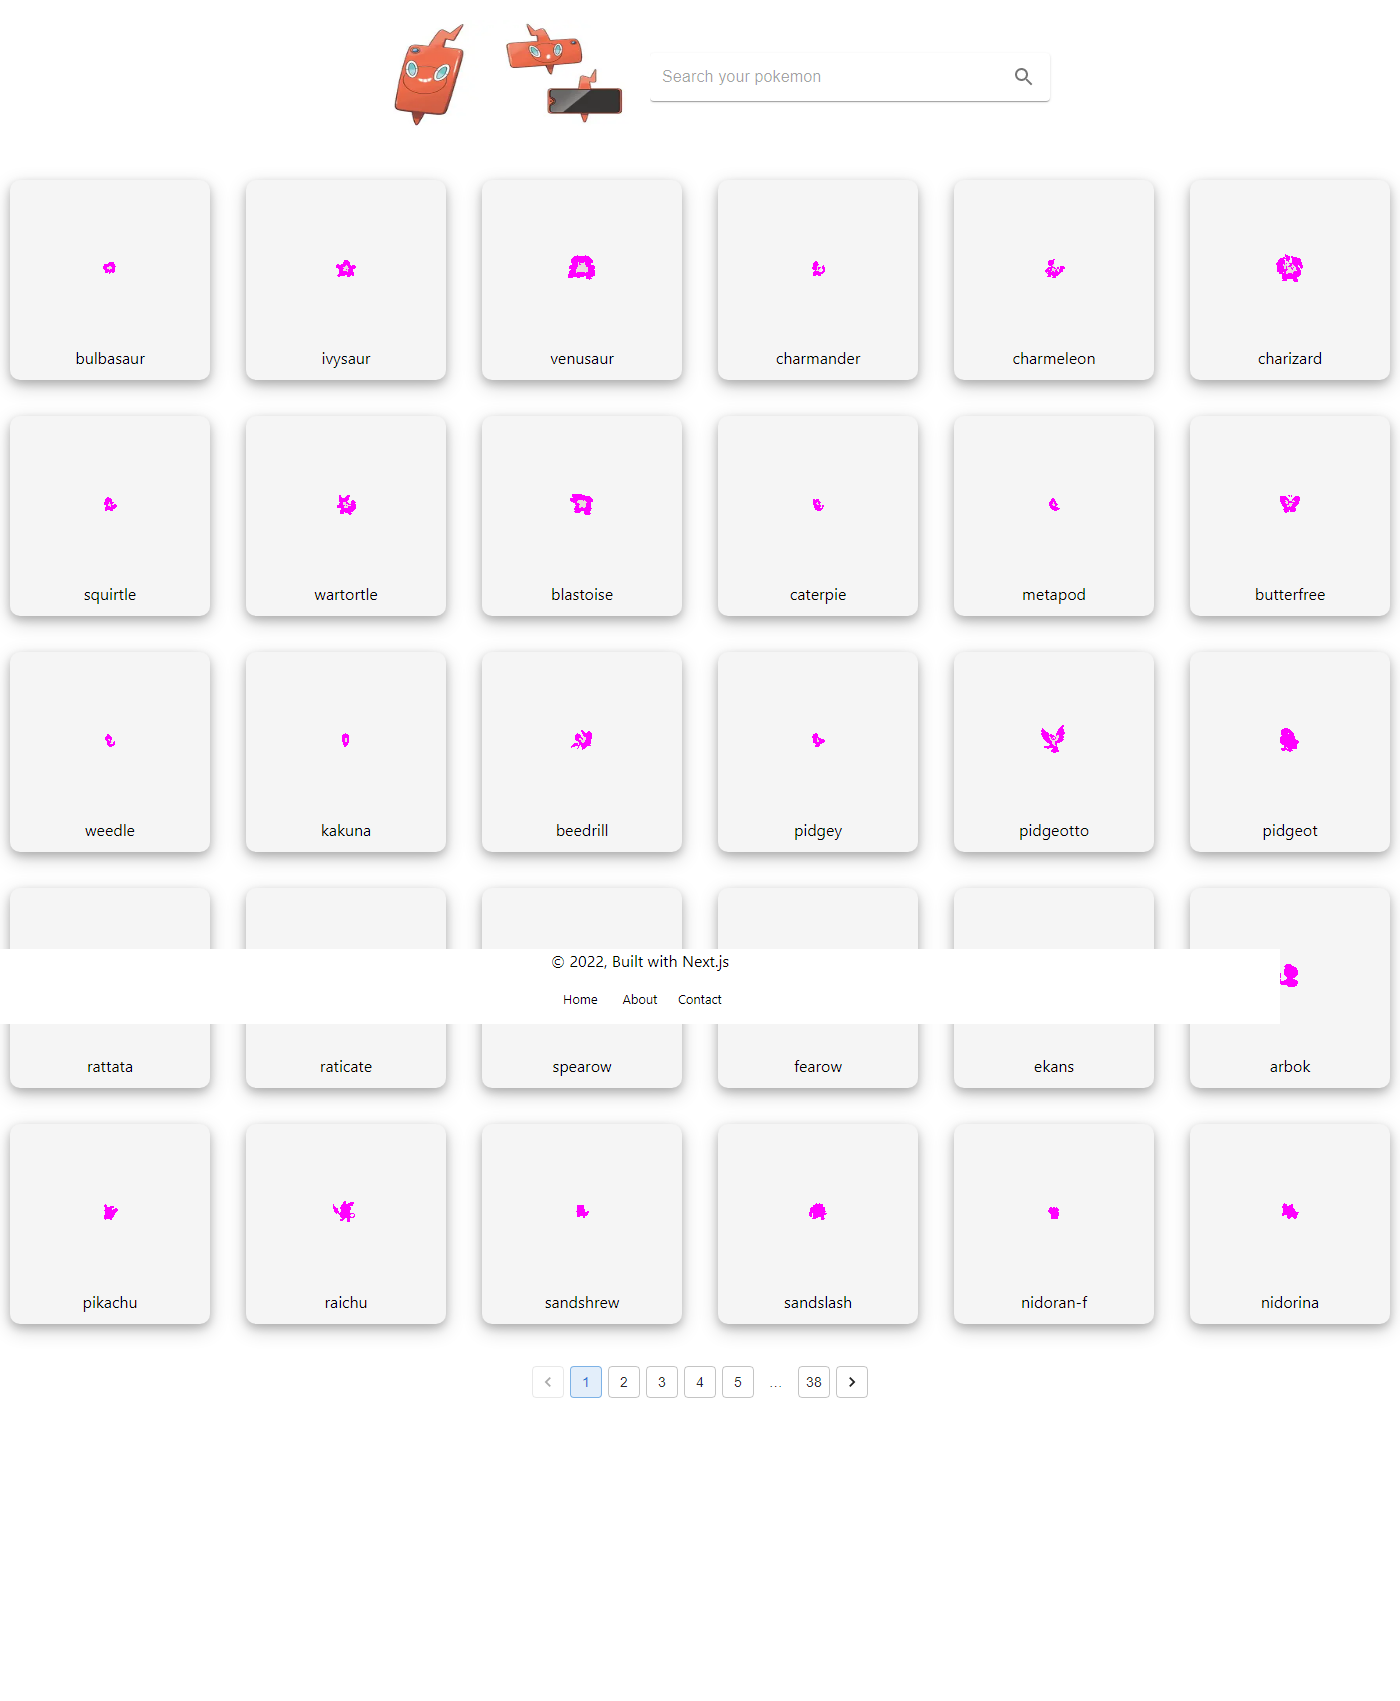 Search your pokemon
bulbasaur
ivysaur
venusaur
charmander
charmeleon
charizard
squirtle
wartortle
blastoise
caterpie
metapod
butterfree
weedle
kakuna
beedrill
pidgey
pidgeotto
pidgeot
© 2022, Built with Next.js
Home About Contact
rattata
raticate
spearow
fearow
ekans
arbok
pikachu
raichu
sandshrew
sandslash
nidoran-f
nidorina
1 2 3 4 5 ... 38